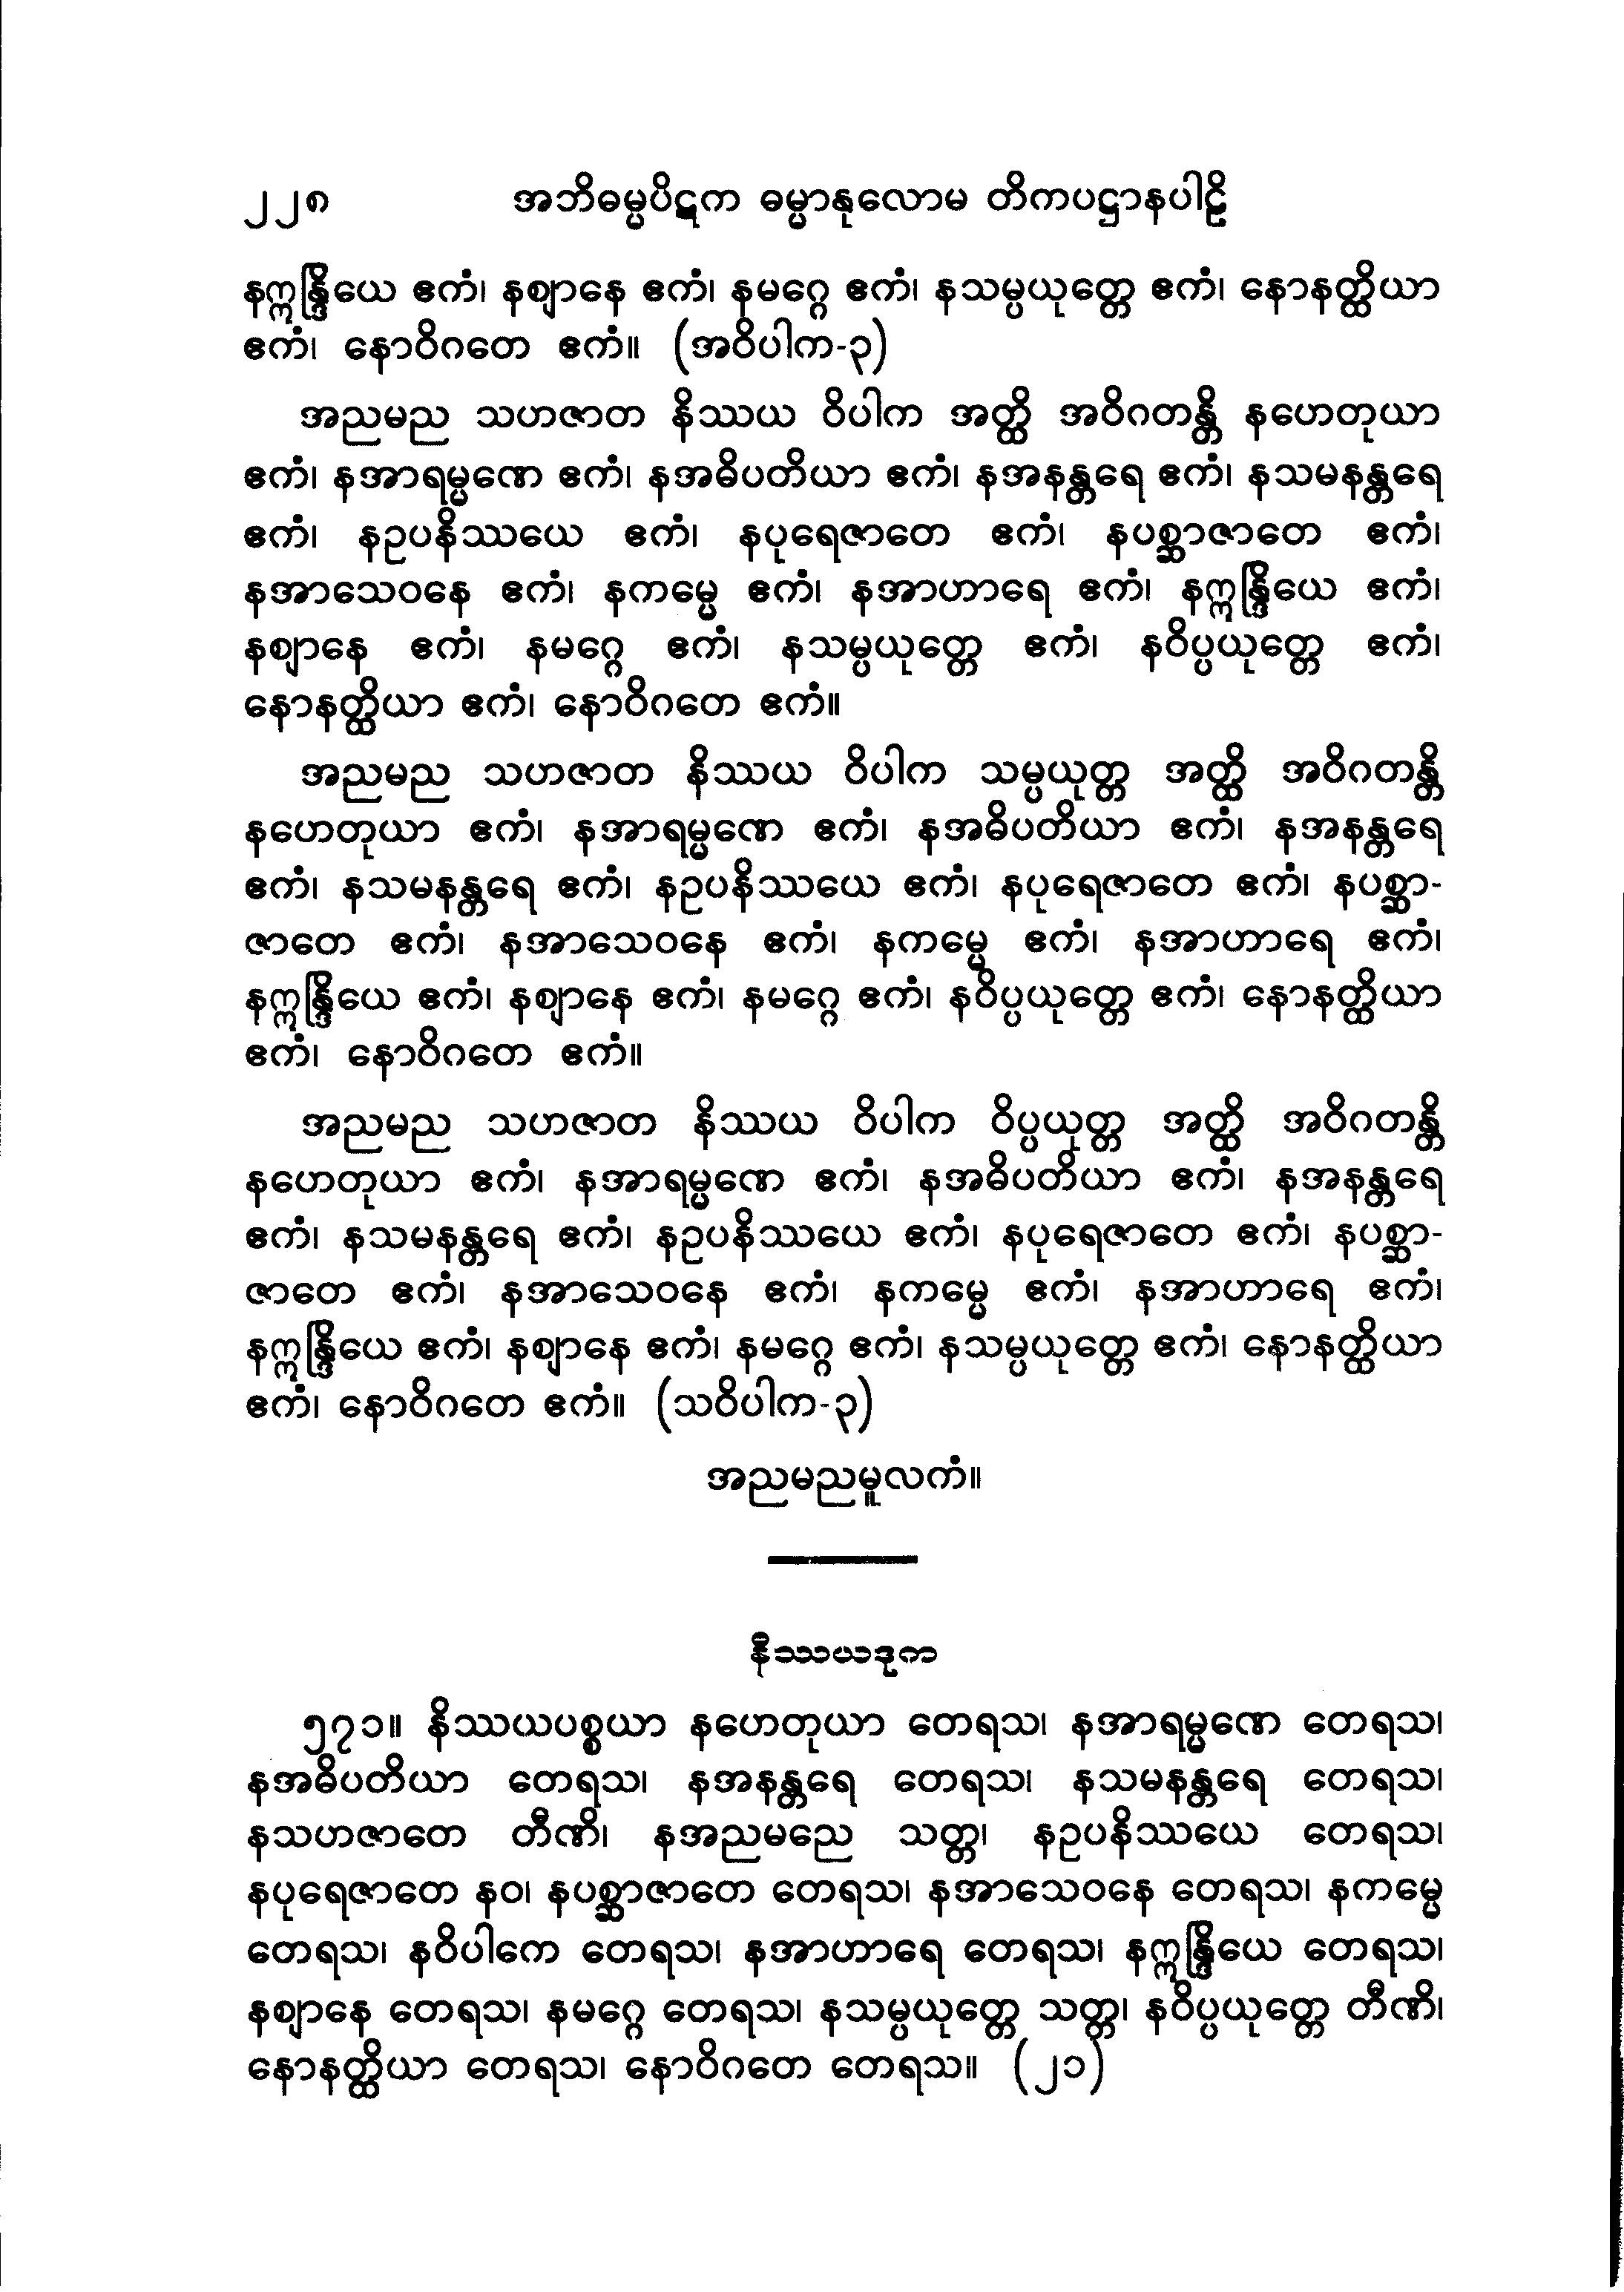 ၂၂၈ အဘိဓမ္မပိဋက ဓမ္မာနုလောမ တိကပဋ္ဌာနပါဠိ
နဣန္ဒြိယေ ဧကံ၊ နဈာနေ ဧကံ၊ နမဂ္ဂေ ဧကံ၊ နသမ္ပယုတ္တေ ဧကံ၊ နောနတ္ထိယာ
ဧကံ၊ နောဝိဂတေ ဧကံ။ (အဝိပါက-၃)
အညမည သဟဇာတ နိဿယ ဝိပါက အတ္ထိ အဝိဂတန္တိ နဟေတုယာ
ဧကံ၊ နအာရမ္မဏေ ဧကံ၊ နအဓိပတိယာ ဧကံ၊ နအနန္တရေ ဧကံ၊ နသမနန္တရေ
ဧကံ၊ နဥပနိဿယေ ဧကံ၊ နပုရေဇာတေ ဧကံ၊ နပစ္ဆာဇာတေ ဧကံ၊
နအာသေဝနေ ဧကံ၊ နကမ္မေ ဧကံ၊ နအာဟာရေ ဧကံ၊ နဣန္ဒြိယေ ဧကံ၊
နဈာနေ ဧကံ၊ နမဂ္ဂေ ဧကံ၊ နသမ္ပယုတ္တေ ဧကံ၊ နဝိပ္ပယုတ္တေ ဧကံ၊
နောနတ္ထိယာ ဧကံ၊ နောဝိဂတေ ဧကံ။
အညမည သဟဇာတ နိဿယ ဝိပါက သမ္ပယုတ္တ အတ္ထိ အဝိဂတန္တိ
နဟေတုယာ ဧကံ၊ နအာရမ္မဏေ ဧကံ၊ နအဓိပတိယာ ဧကံ၊ နအနန္တရေ
ဧကံ၊ နသမနန္တရေ ဧကံ၊ နဥပနိဿယေ ဧကံ၊ နပုရေဇာတေ ဧကံ၊ နပစ္ဆာ-
ဇာတေ ဧကံ၊ နအာသေဝနေ ဧကံ၊ နကမ္မေ ဧကံ၊ နအာဟာရေ ဧကံ၊
နဣန္ဒြိယေ ဧကံ၊ နဈာနေ ဧကံ၊ နမဂ္ဂေ ဧကံ၊ နဝိပ္ပယုတ္တေ ဧကံ၊ နောနတ္ထိယာ
ဧကံ၊ နောဝိဂတေ ဧကံ။
အညမည သဟဇာတ နိဿယ ဝိပါက ဝိပ္ပယုတ္တ အတ္ထိ အဝိဂတန္တိ
နဟေတုယာ ဧကံ၊ နအာရမ္မဏေ ဧကံ၊ နအဓိပတိယာ ဧကံ၊ နအနန္တရေ
ဧကံ၊ နသမနန္တရေ ဧကံ၊ နဥပနိဿယေ ဧကံ၊ နပုရေဇာတေ ဧကံ၊ နပစ္ဆာ-
ဇာတေ ဧကံ၊ နအာသေဝနေ ဧကံ၊ နကမ္မေ ဧကံ၊ နအာဟာရေ ဧကံ၊
နဣန္ဒြိယေ ဧကံ၊ နဈာနေ ဧကံ၊ နမဂ္ဂေ ဧကံ၊ နသမ္ပယုတ္တေ ဧကံ၊ နောနတ္ထိယာ
ဧကံ၊ နောဝိဂတေ ဧကံ။ (သဝိပါက-၃)
အညမညမူလကံ။
နိဿယဒုက
၅၇၁။ နိဿယပစ္စယာ နဟေတုယာ တေရသ၊ နအာရမ္မဏေ တေရသ၊
နအဓိပတိယာ တေရသ၊ နအနန္တရေ တေရသ၊ နသမနန္တရေ တေရသ၊
နသဟဇာတေ တီဏိ၊ နအညမညေ သတ္တ၊ နဥပနိဿယေ တေရသ၊
နပုရေဇာတေ နဝ၊ နပစ္ဆာဇာတေ တေရသ၊ နအာသေဝနေ တေရသ၊ နကမ္မေ
တေရသ၊ နဝိပါကေ တေရသ၊ နအာဟာရေ တေရသ၊ နဣန္ဒြိယေ တေရသ၊
နဈာနေ တေရသ၊ နမဂ္ဂေ တေရသ၊ နသမ္ပယုတ္တေ သတ္တ၊ နဝိပ္ပယုတ္တေ တီဏိ၊
နောနတ္ထိယာ တေရသ၊ နောဝိဂတေ တေရသ။ (၂၁)